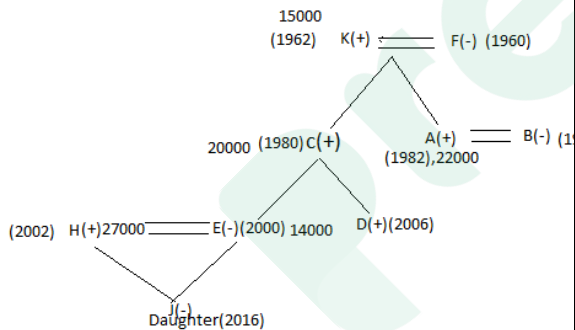 15000
(1962) K(+) F(-) (1960)
20000 (1980) C(+) A(+) B(-)
(1982),22000
(2002) H(+)27000 E(-)(2000) 14000 D(+)(2006)
J(-)
Daughter(2016)